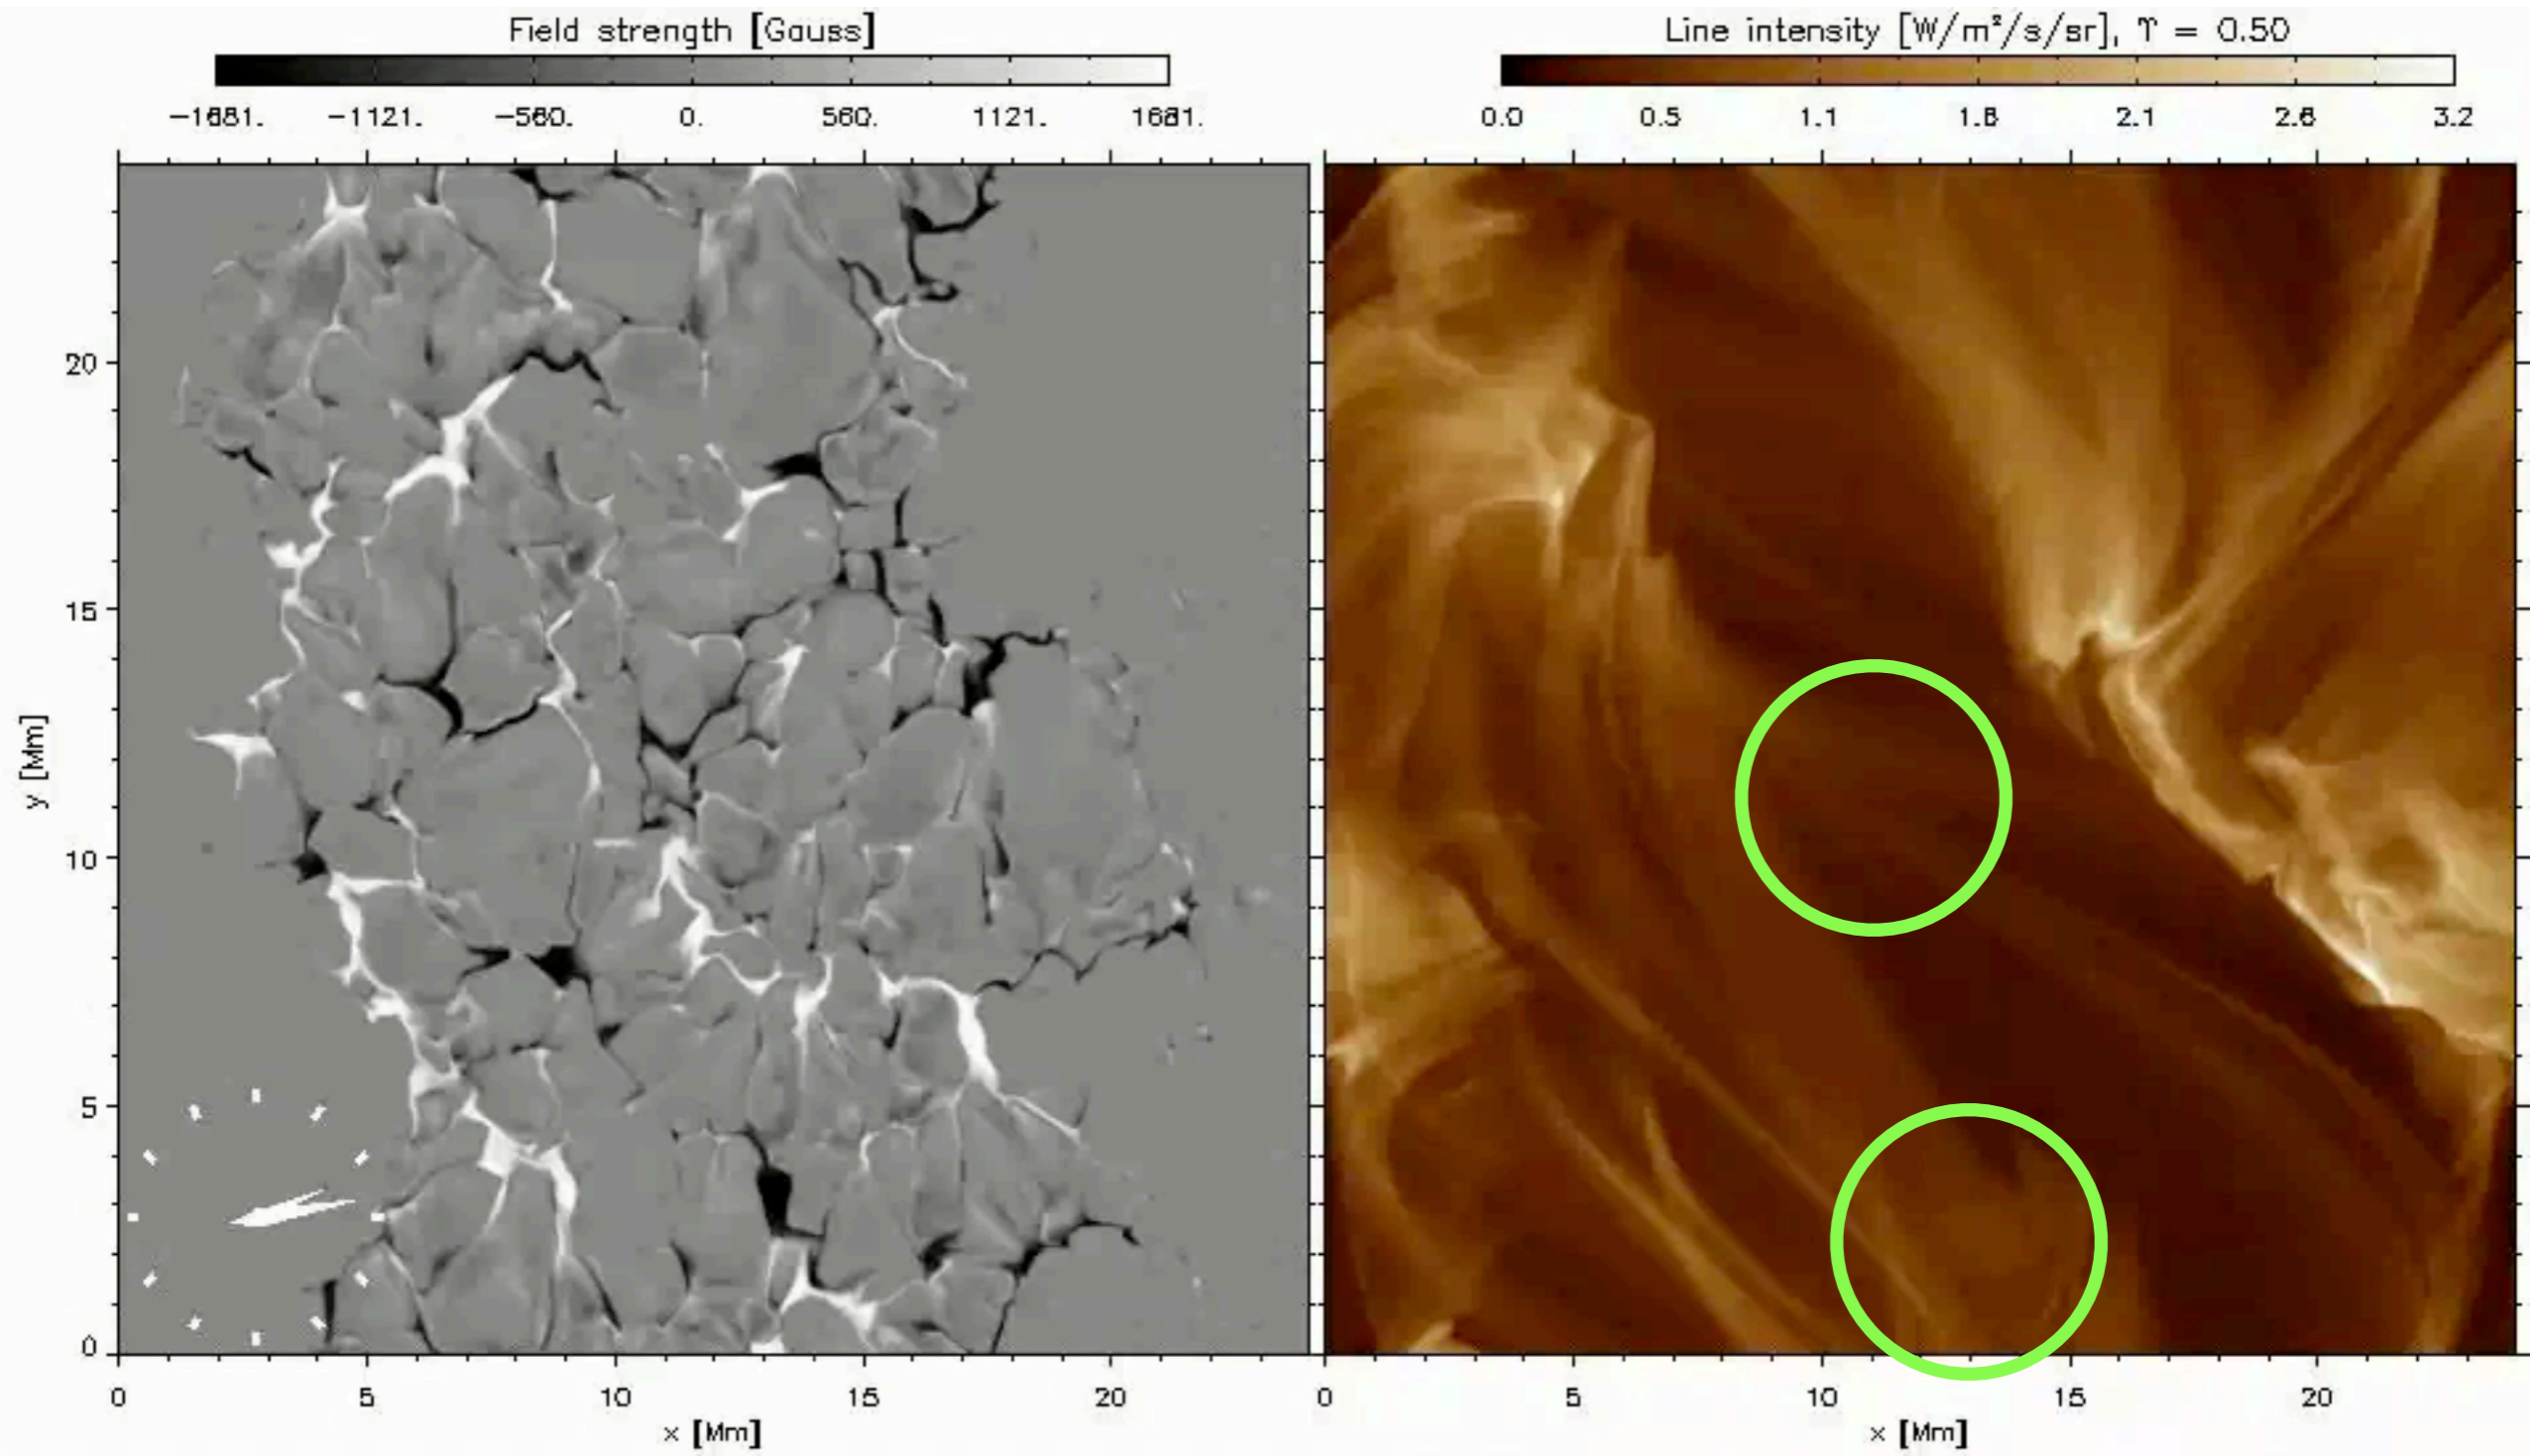 Field strength [Gauss]
-1681. -1121. -560. 0. 560. 1121. 1681.
Line intensity [W/m²/s/sr], ϒ = 0.50
0.0 0.5 1.1 1.6 2.1 2.6 3.2
20
15
10
5
0
y [Mm]
0 5 10 15 20
x [Mm]
0 5 10 15 20
x [Mm]